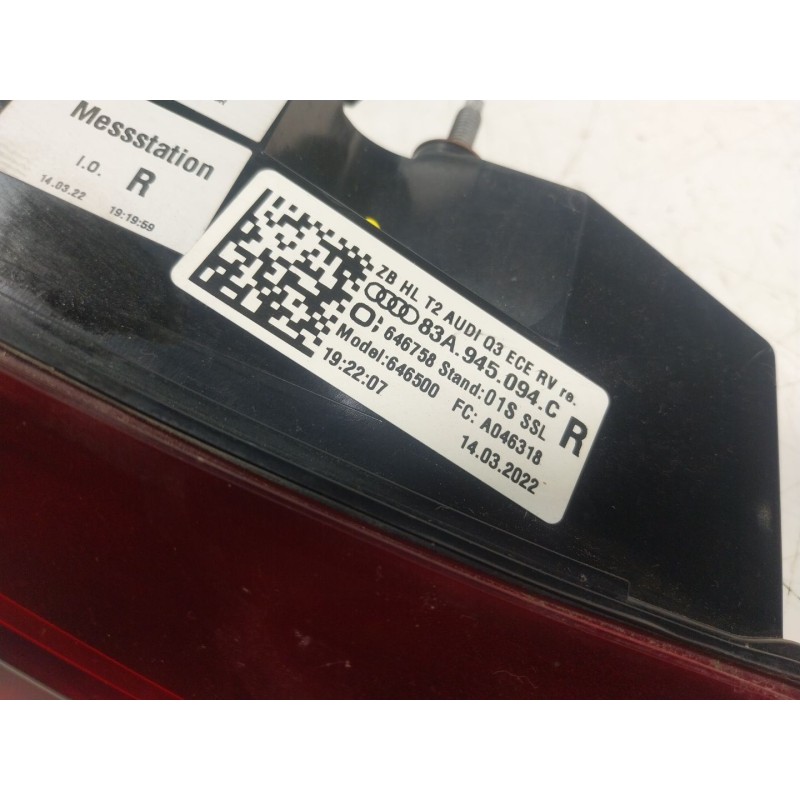 Messstation
I.O. R
14.03.22 19:19:59
ZB HL T2 AUDI Q3 ECE RV re.
83A.945.094.C
O; 646758 Stand:01S SSL R
Model:646500 FC: A046318
19:22:07 14.03.2022